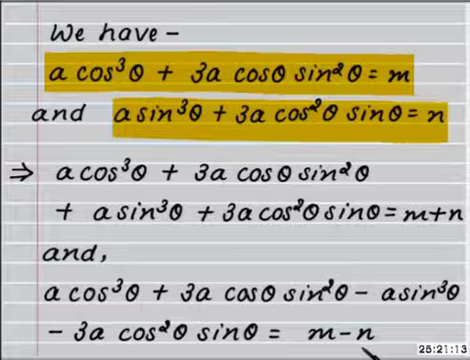 We have -
a cos³θ + 3a cosθ sin²θ = m
and a sin³θ + 3a cos²θ sinθ = n
⇒ a cos³θ + 3a cosθ sin²θ
+ a sin³θ + 3a cos²θ sinθ = m+n
and,
a cos³θ + 3a cosθ sin²θ - a sin³θ
- 3a cos²θ sinθ = m-n
25:21:13